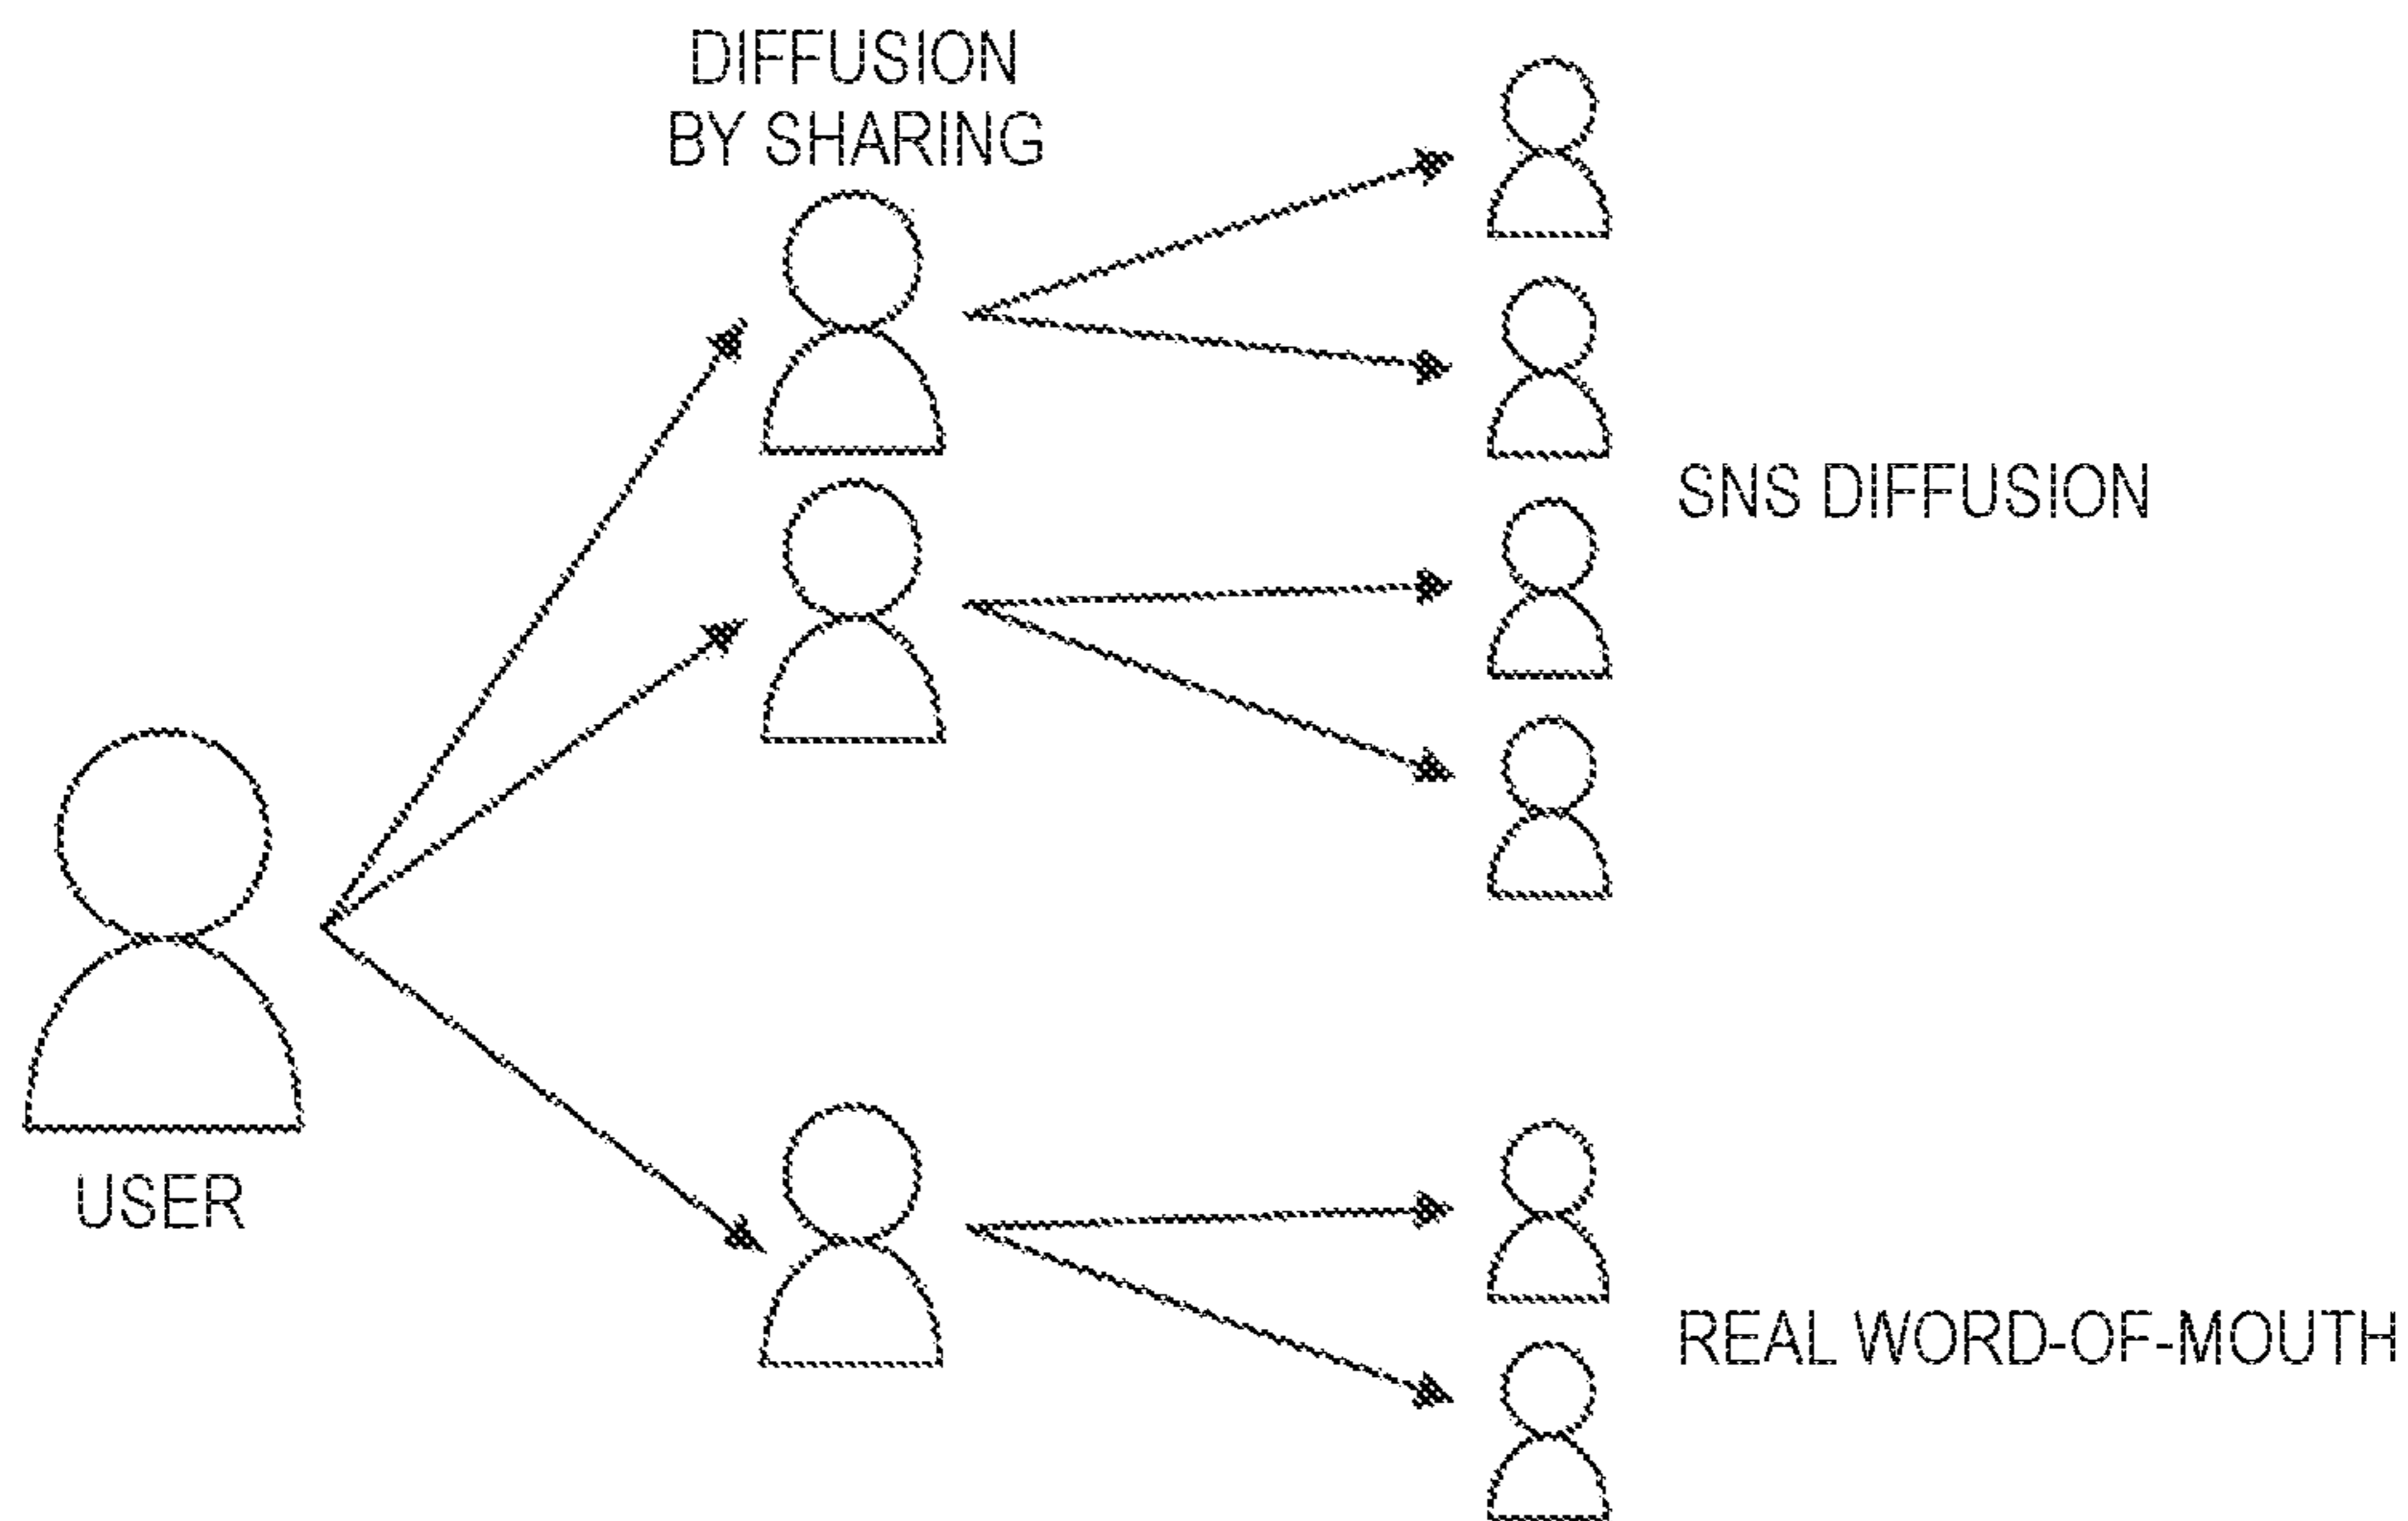 DIFFUSION
BY SHARING
SNS DIFFUSION
USER
REAL WORD-OF-MOUTH